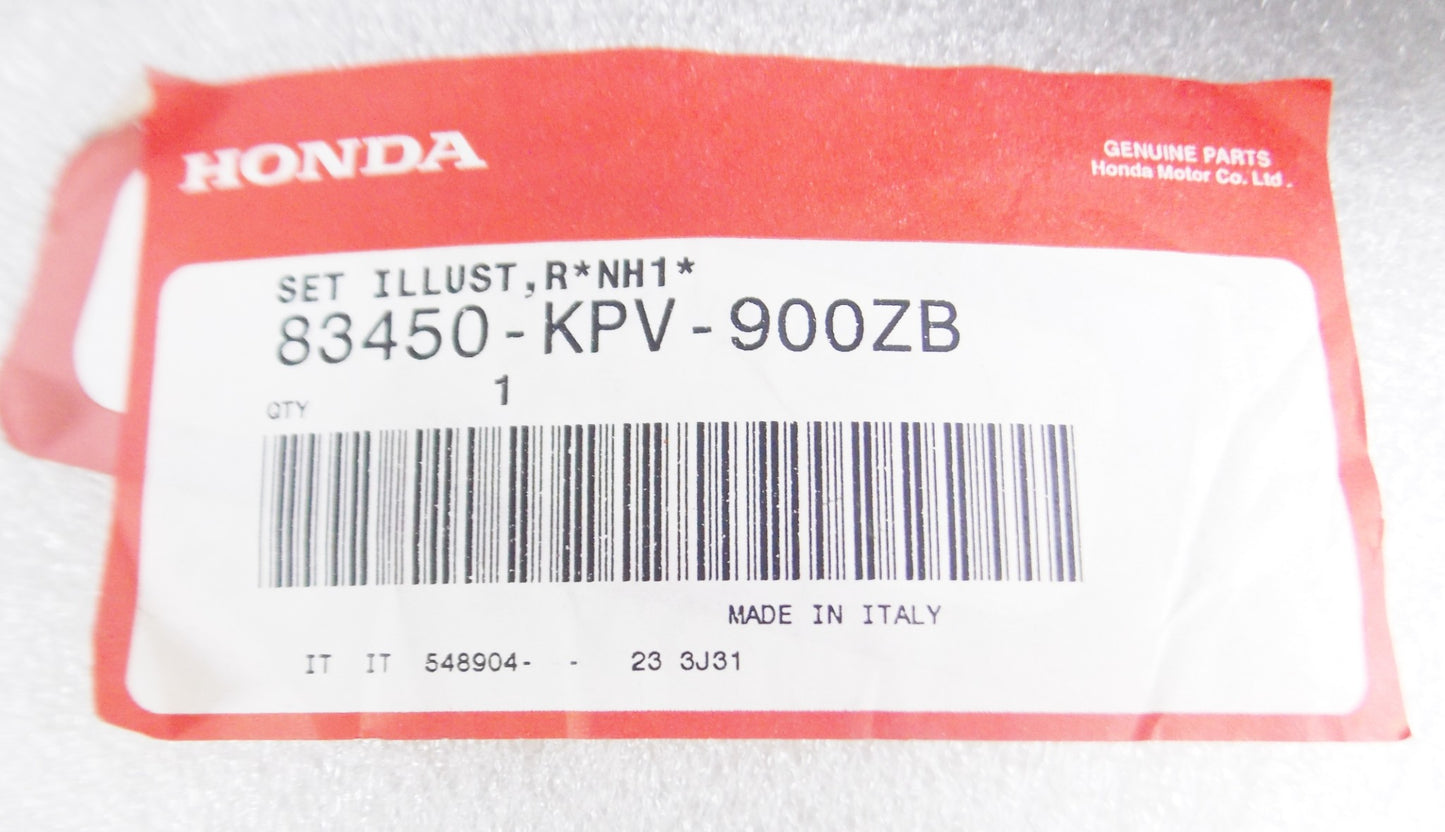 HONDA
GENUINE PARTS
Honda Motor Co. Ltd.
SET ILLUST,R*NH1*
83450-KPV-900ZB
QTY 1
MADE IN ITALY
IT IT 548904- - 23 3J31